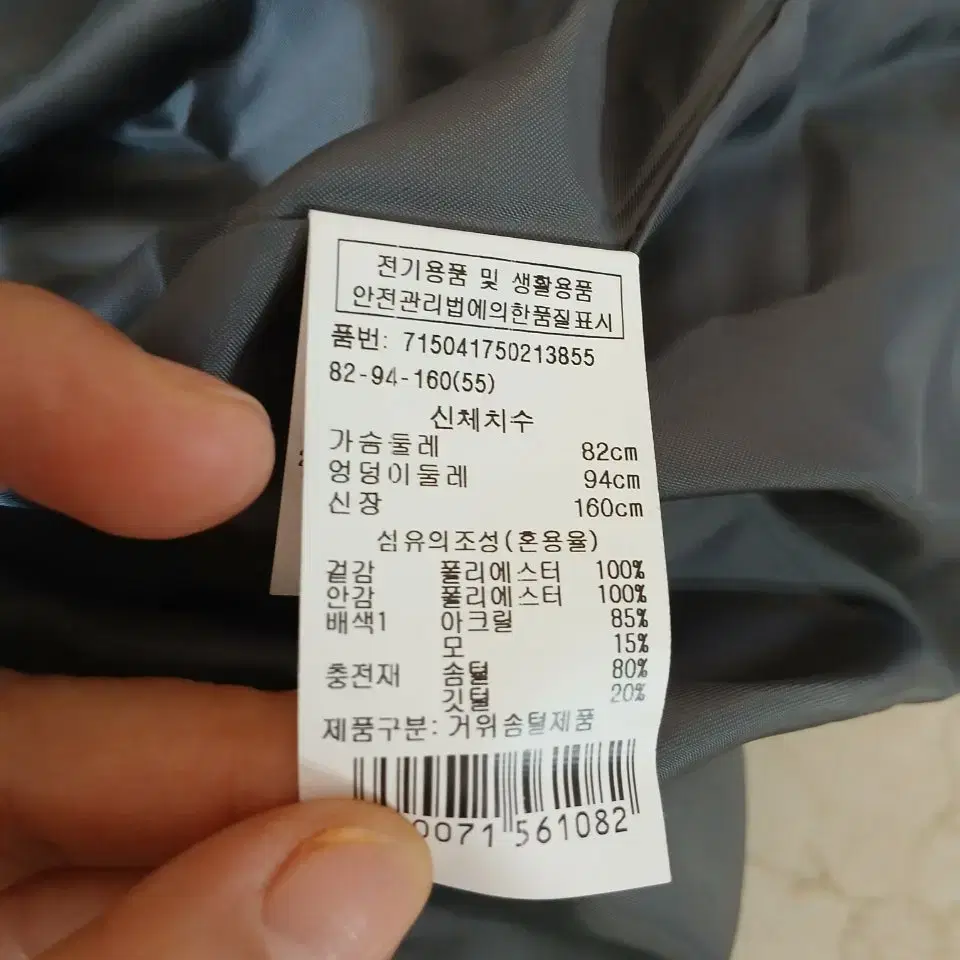 전기용품 및 생활용품
안전관리법에의한품질표시
품번: 715041750213855
82-94-160(55)
신체치수
가슴둘레 82cm
엉덩이둘레 94cm
신장 160cm
섬유의조성(혼용율)
겉감 폴리에스터 100%
안감 폴리에스터 100%
배색1 아크릴 85%
모 15%
충전재 솜털 80%
깃털 20%
제품구분: 거위솜털제품
0071 561082